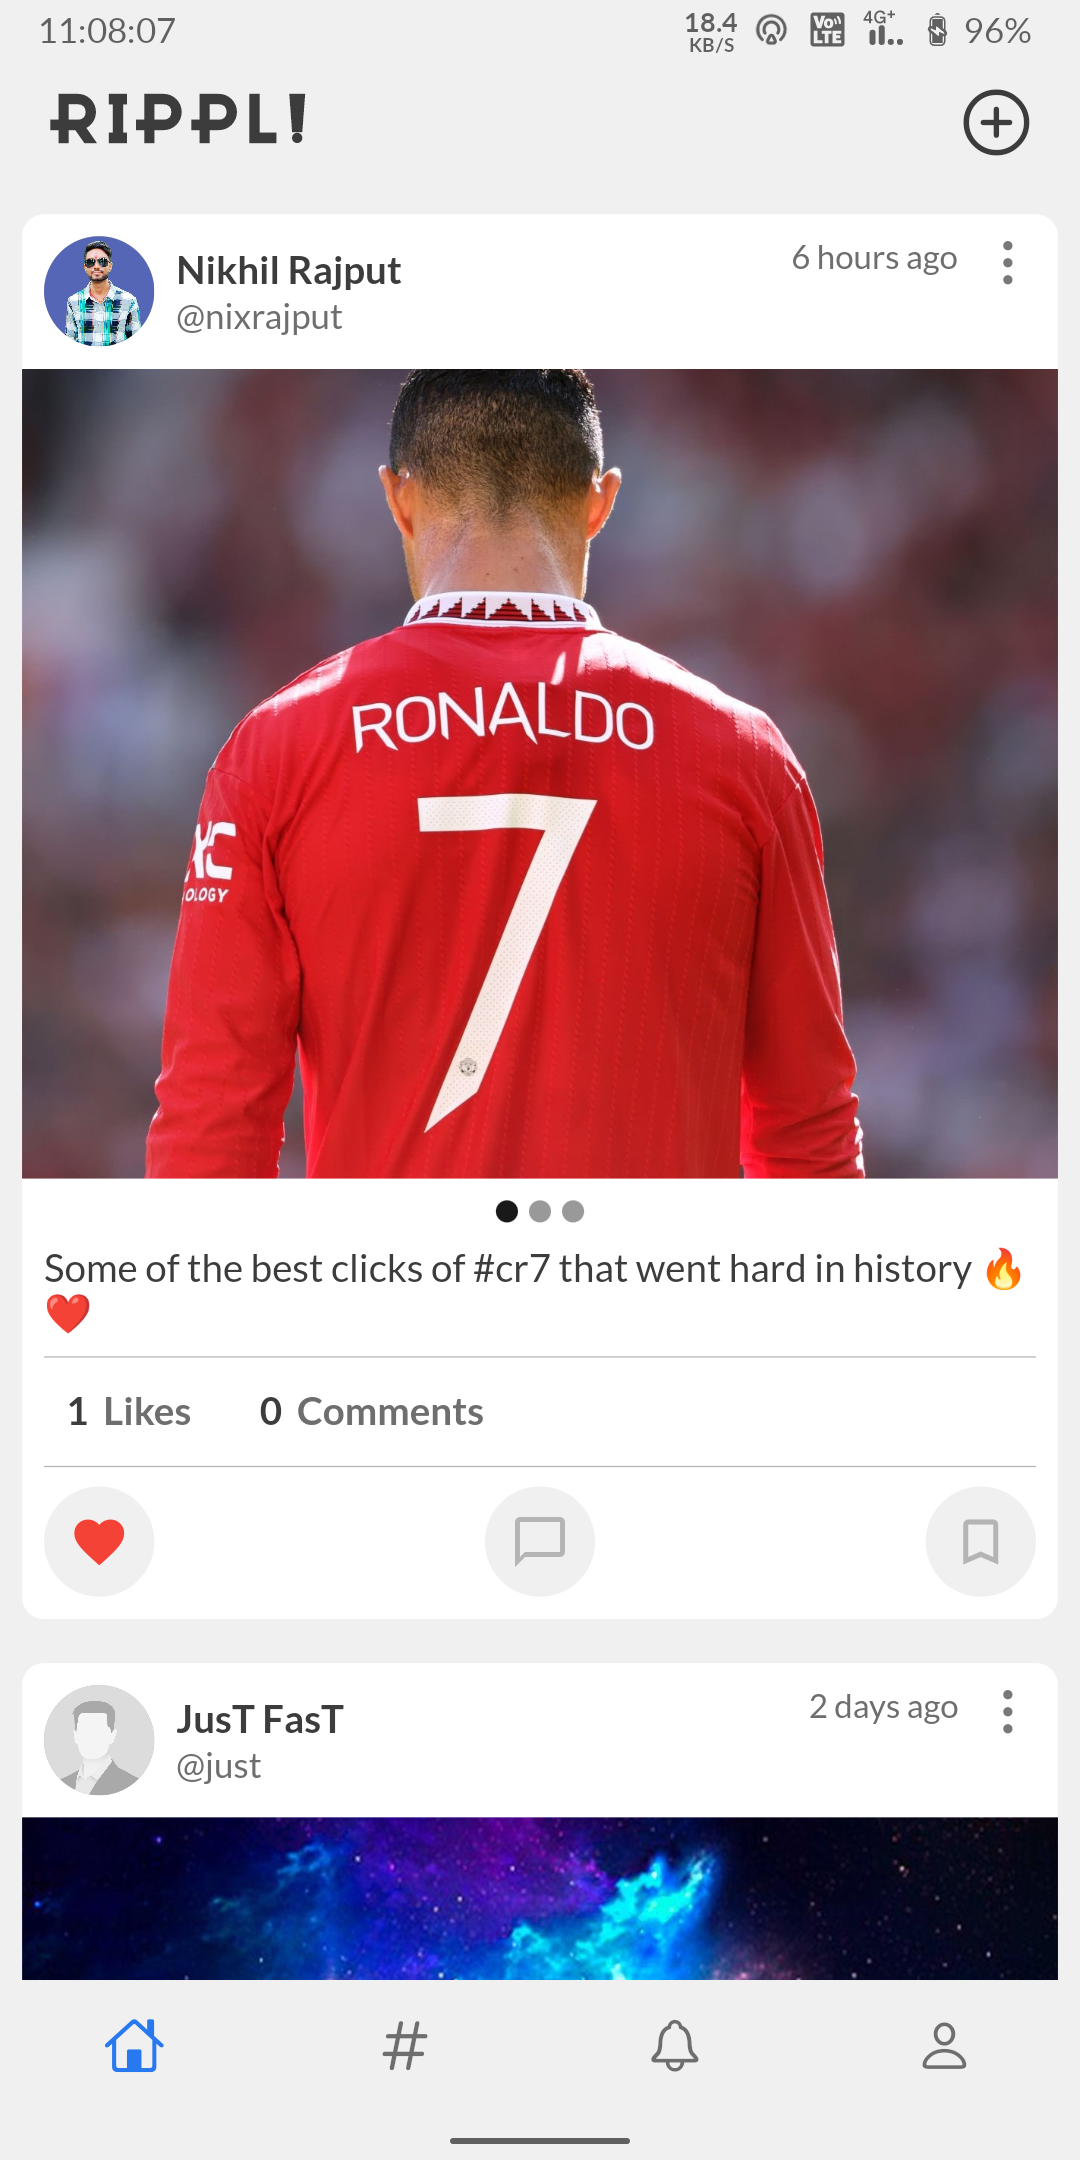 11:08:07
18.4 KB/S VoLTE 4G+ 96%
RIPPL!
Nikhil Rajput
6 hours ago
@nixrajput
RONALDO
7
OLOGY
Some of the best clicks of #cr7 that went hard in history 🔥
❤️
1 Likes 0 Comments
JusT FasT
2 days ago
@just